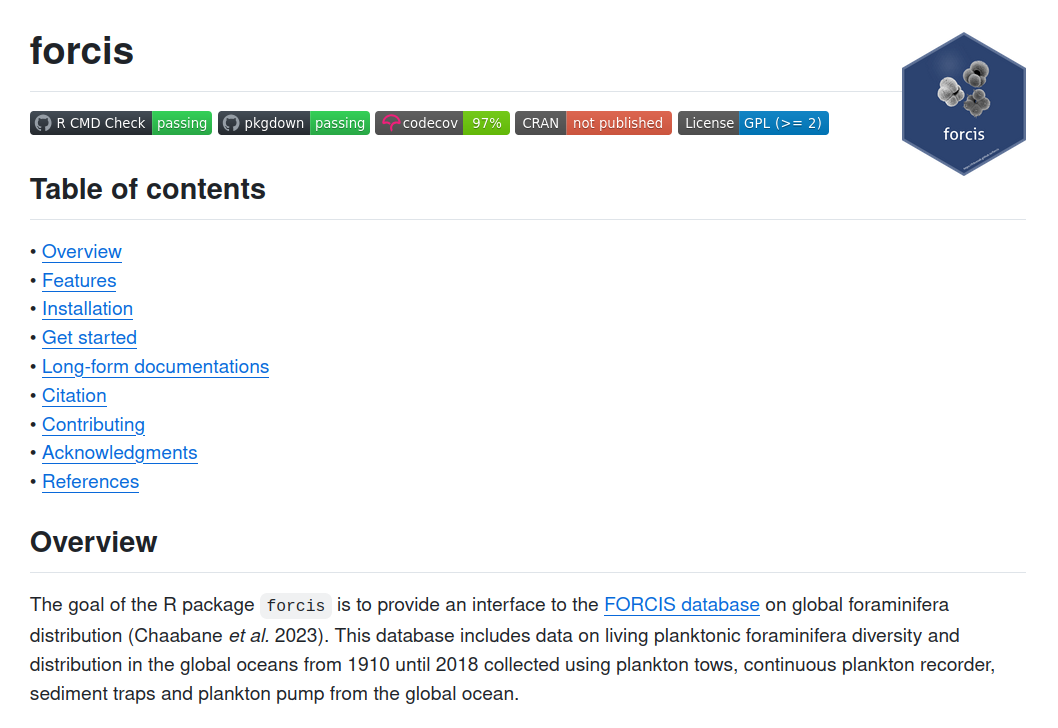 forcis
R CMD Check passing pkgdown passing codecov 97% CRAN not published License GPL (>= 2)
forcis
Table of contents
• Overview
• Features
• Installation
• Get started
• Long-form documentations
• Citation
• Contributing
• Acknowledgments
• References
Overview
The goal of the R package forcis is to provide an interface to the FORCIS database on global foraminifera
distribution (Chaabane et al. 2023). This database includes data on living planktonic foraminifera diversity and
distribution in the global oceans from 1910 until 2018 collected using plankton tows, continuous plankton recorder,
sediment traps and plankton pump from the global ocean.